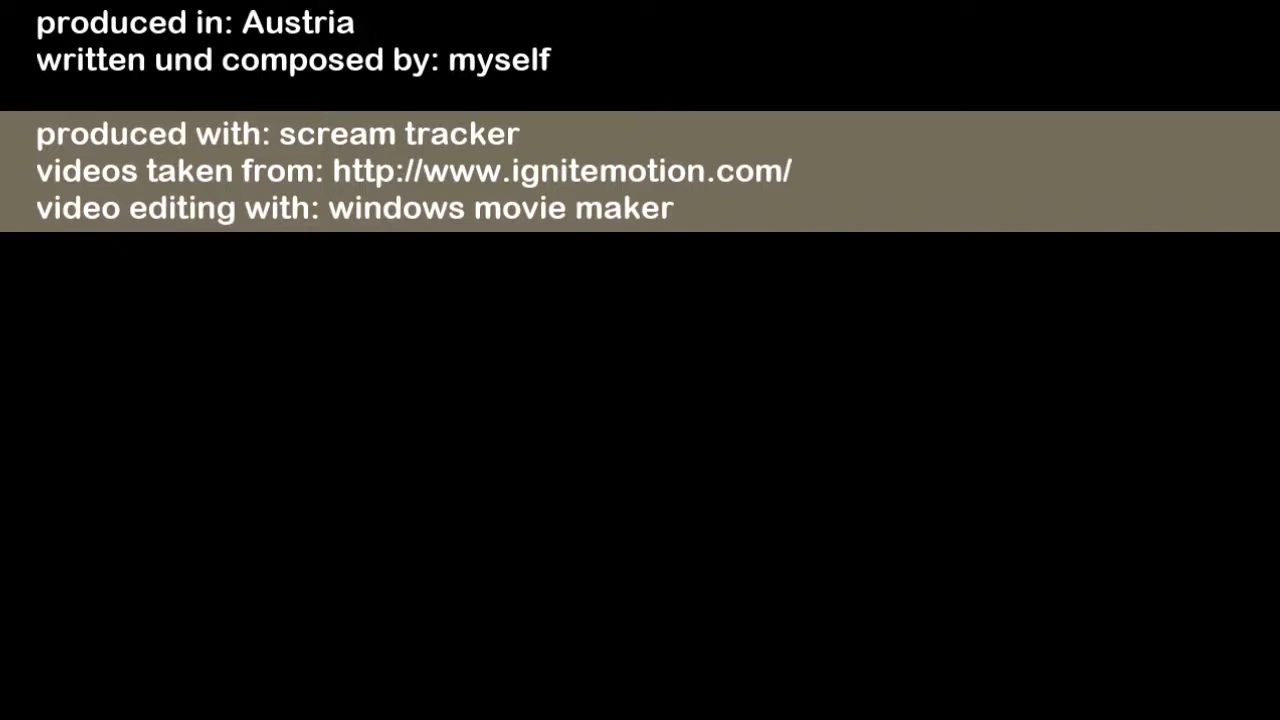 produced in: Austria
written und composed by: myself
produced with: scream tracker
videos taken from: http://www.ignitemotion.com/
video editing with: windows movie maker